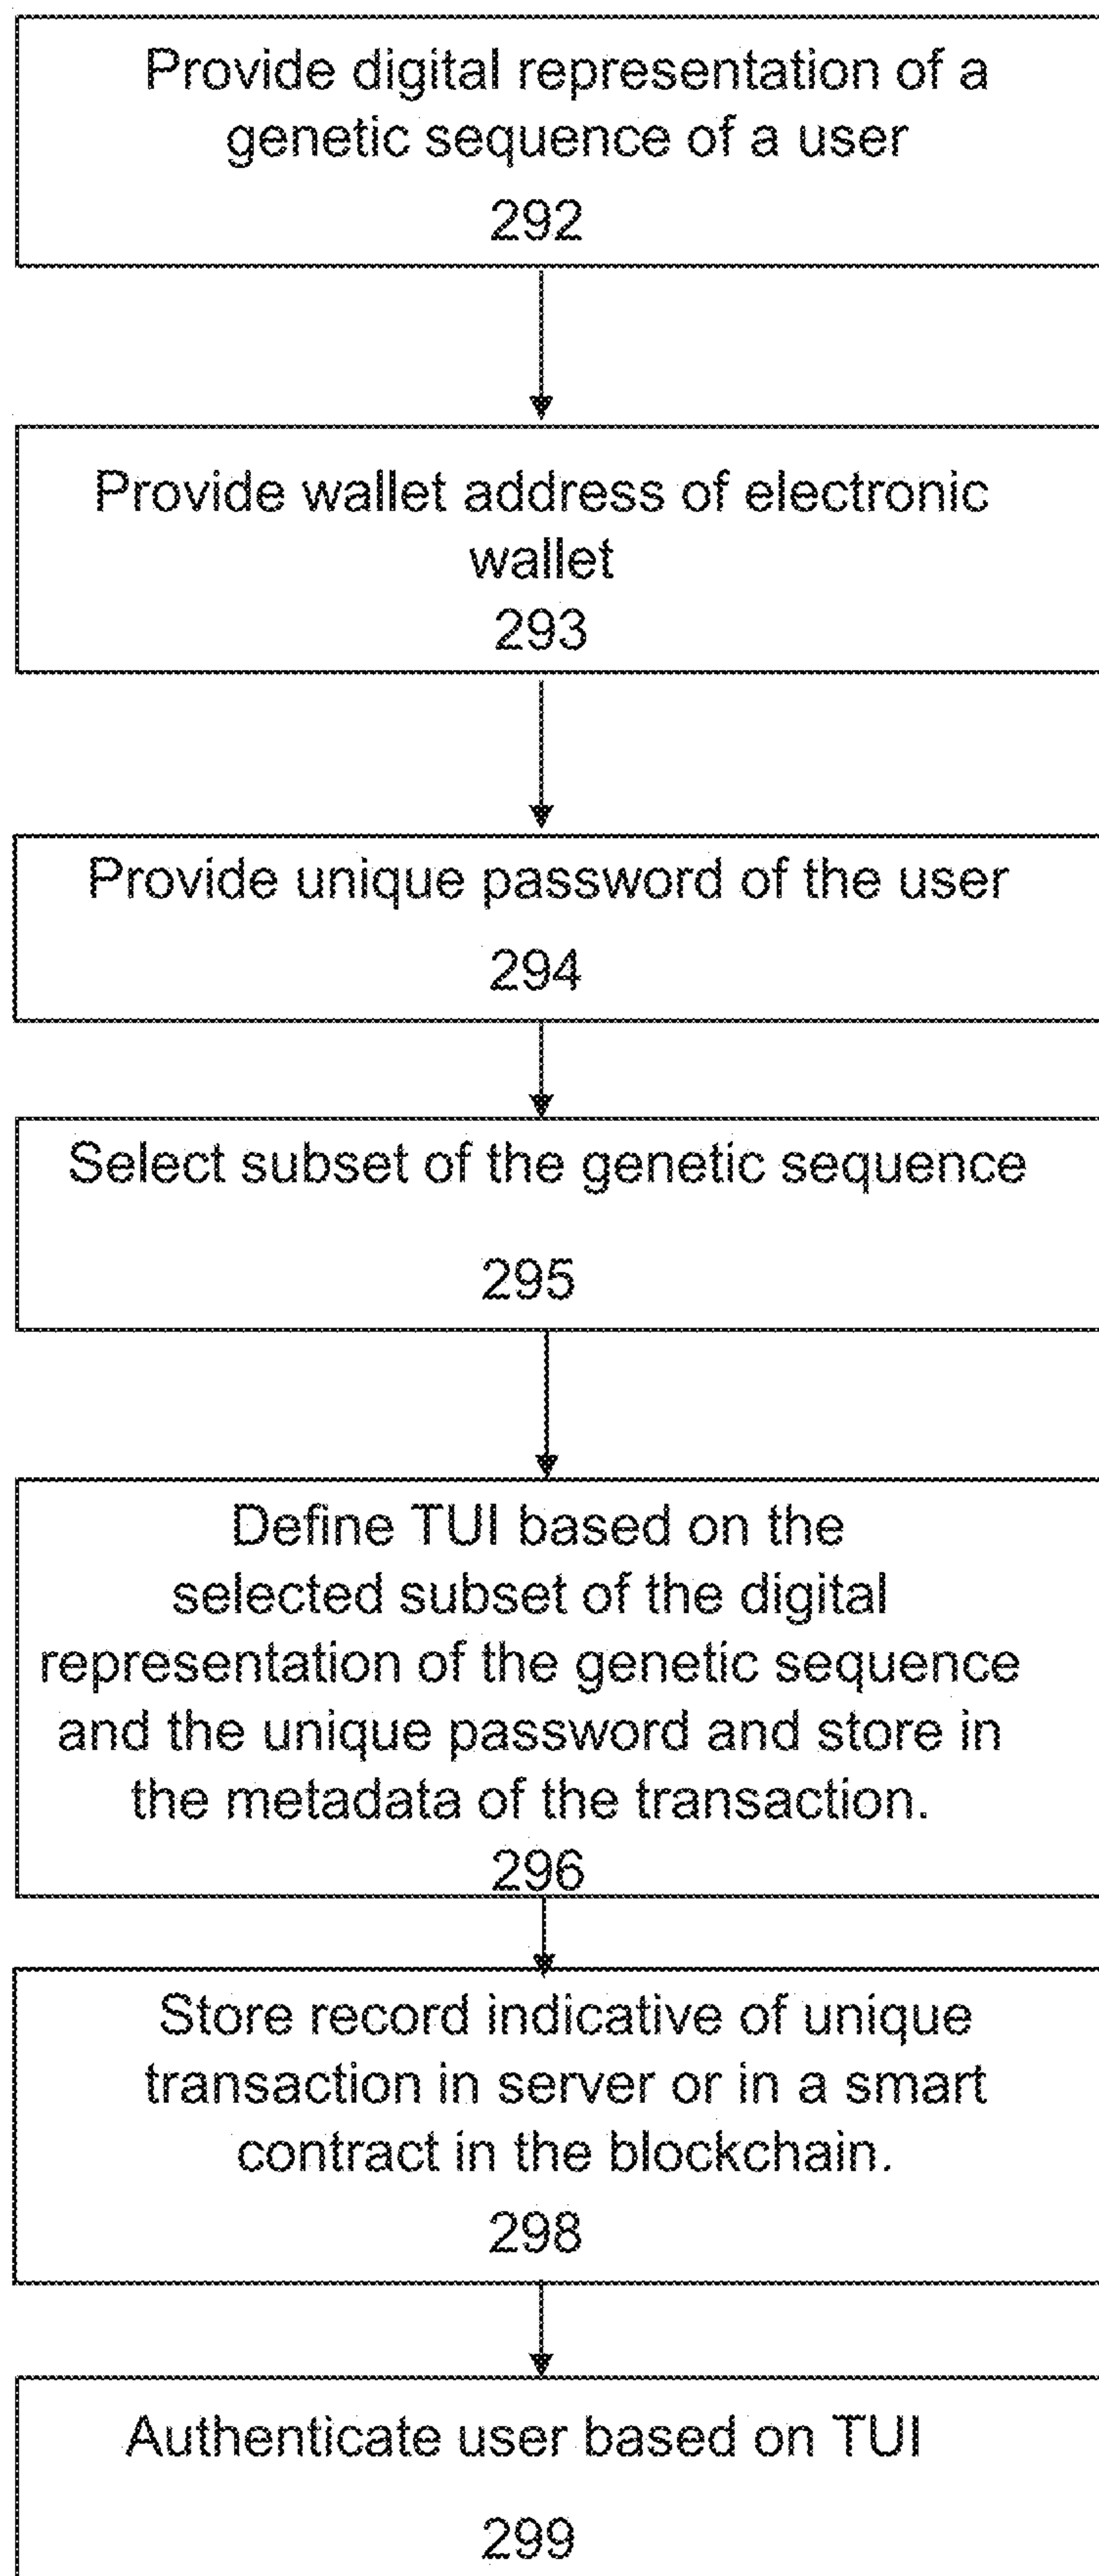 Provide digital representation of a
genetic sequence of a user
292
Provide wallet address of electronic
wallet
293
Provide unique password of the user
294
Select subset of the genetic sequence
295
Define TUI based on the
selected subset of the digital
representation of the genetic sequence
and the unique password and store in
the metadata of the transaction.
296
Store record indicative of unique
transaction in server or in a smart
contract in the blockchain.
298
Authenticate user based on TUI
299